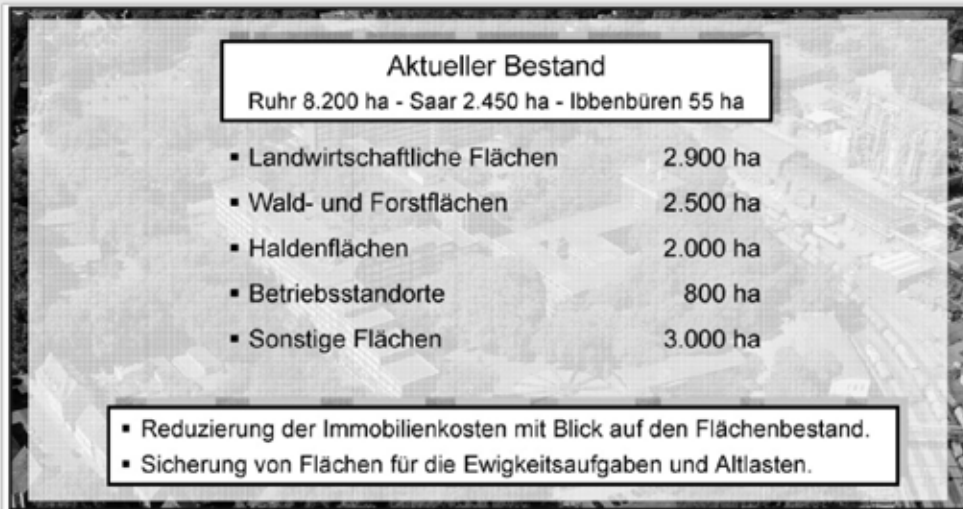 Aktueller Bestand
Ruhr 8.200 ha - Saar 2.450 ha - Ibbenbüren 55 ha
▪ Landwirtschaftliche Flächen 2.900 ha
▪ Wald- und Forstflächen 2.500 ha
▪ Haldenflächen 2.000 ha
▪ Betriebsstandorte 800 ha
▪ Sonstige Flächen 3.000 ha
▪ Reduzierung der Immobilienkosten mit Blick auf den Flächenbestand.
▪ Sicherung von Flächen für die Ewigkeitsaufgaben und Altlasten.